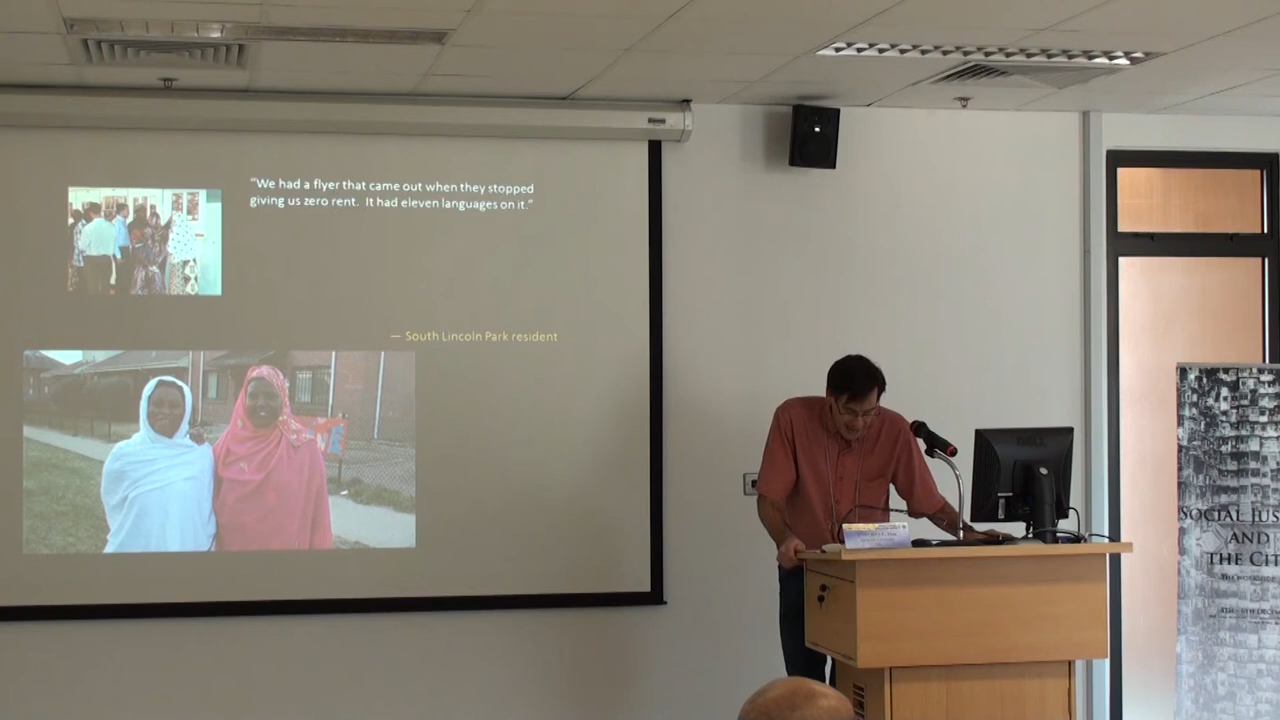 “We had a flyer that came out when they stopped
giving us zero rent. It had eleven languages on it.”
— South Lincoln Park resident
DELL
SOCIAL JUS
AND
THE CIT